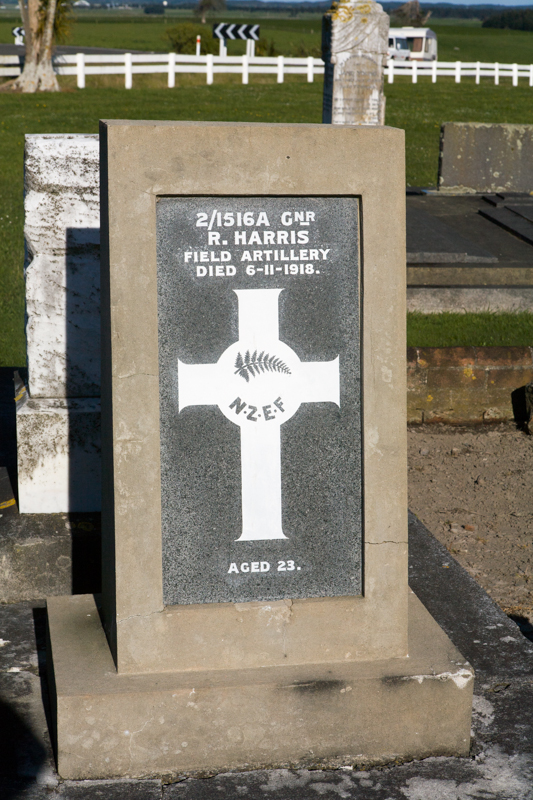 2/1516A GNR
R. HARRIS
FIELD ARTILLERY
DIED 6-11-1918.
N·Z·E·F
AGED 23.